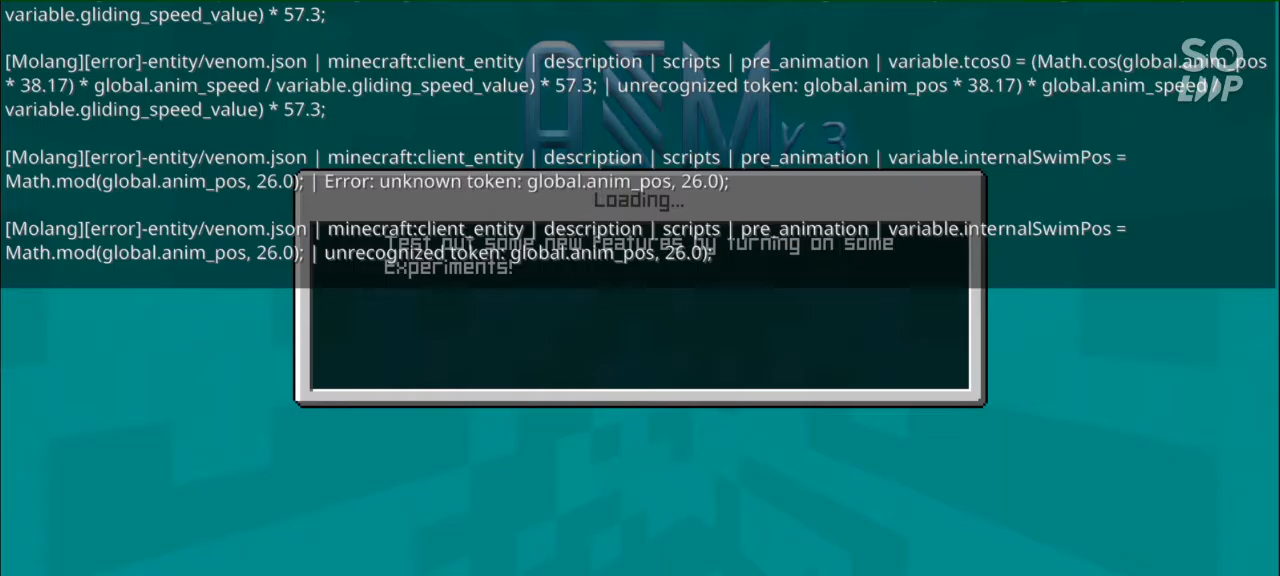 variable.gliding_speed_value) * 57.3;
[Molang][error]-entity/venom.json | minecraft:client_entity | description | scripts | pre_animation | variable.tcos0 = (Math.cos(global.anim_pos
* 38.17) * global.anim_speed / variable.gliding_speed_value) * 57.3; | unrecognized token: global.anim_pos * 38.17) * global.anim_speed /
variable.gliding_speed_value) * 57.3;
[Molang][error]-entity/venom.json | minecraft:client_entity | description | scripts | pre_animation | variable.internalSwimPos =
Math.mod(global.anim_pos, 26.0); | Error: unknown token: global.anim_pos, 26.0);
[Molang][error]-entity/venom.json | minecraft:client_entity | description | scripts | pre_animation | variable.internalSwimPos =
Math.mod(global.anim_pos, 26.0); | unrecognized token: global.anim_pos, 26.0);
V 3
Loading...
Test out some new features by turning on some
Experiments!